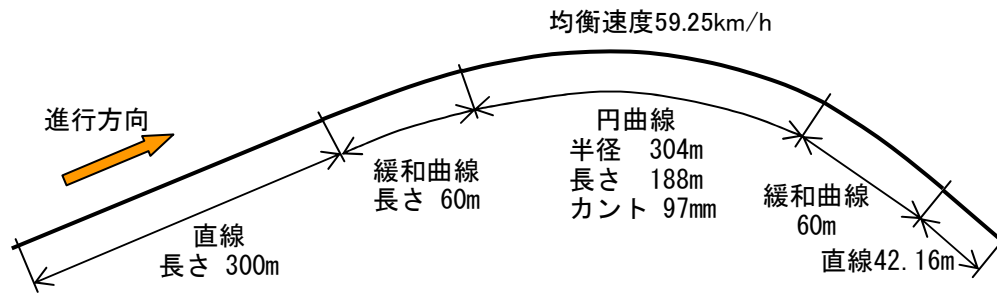 均衡速度59.25km/h
進行方向
直線
長さ 300m
緩和曲線
長さ 60m
円曲線
半径 304m
長さ 188m
カント 97mm
緩和曲線
60m
直線42.16m